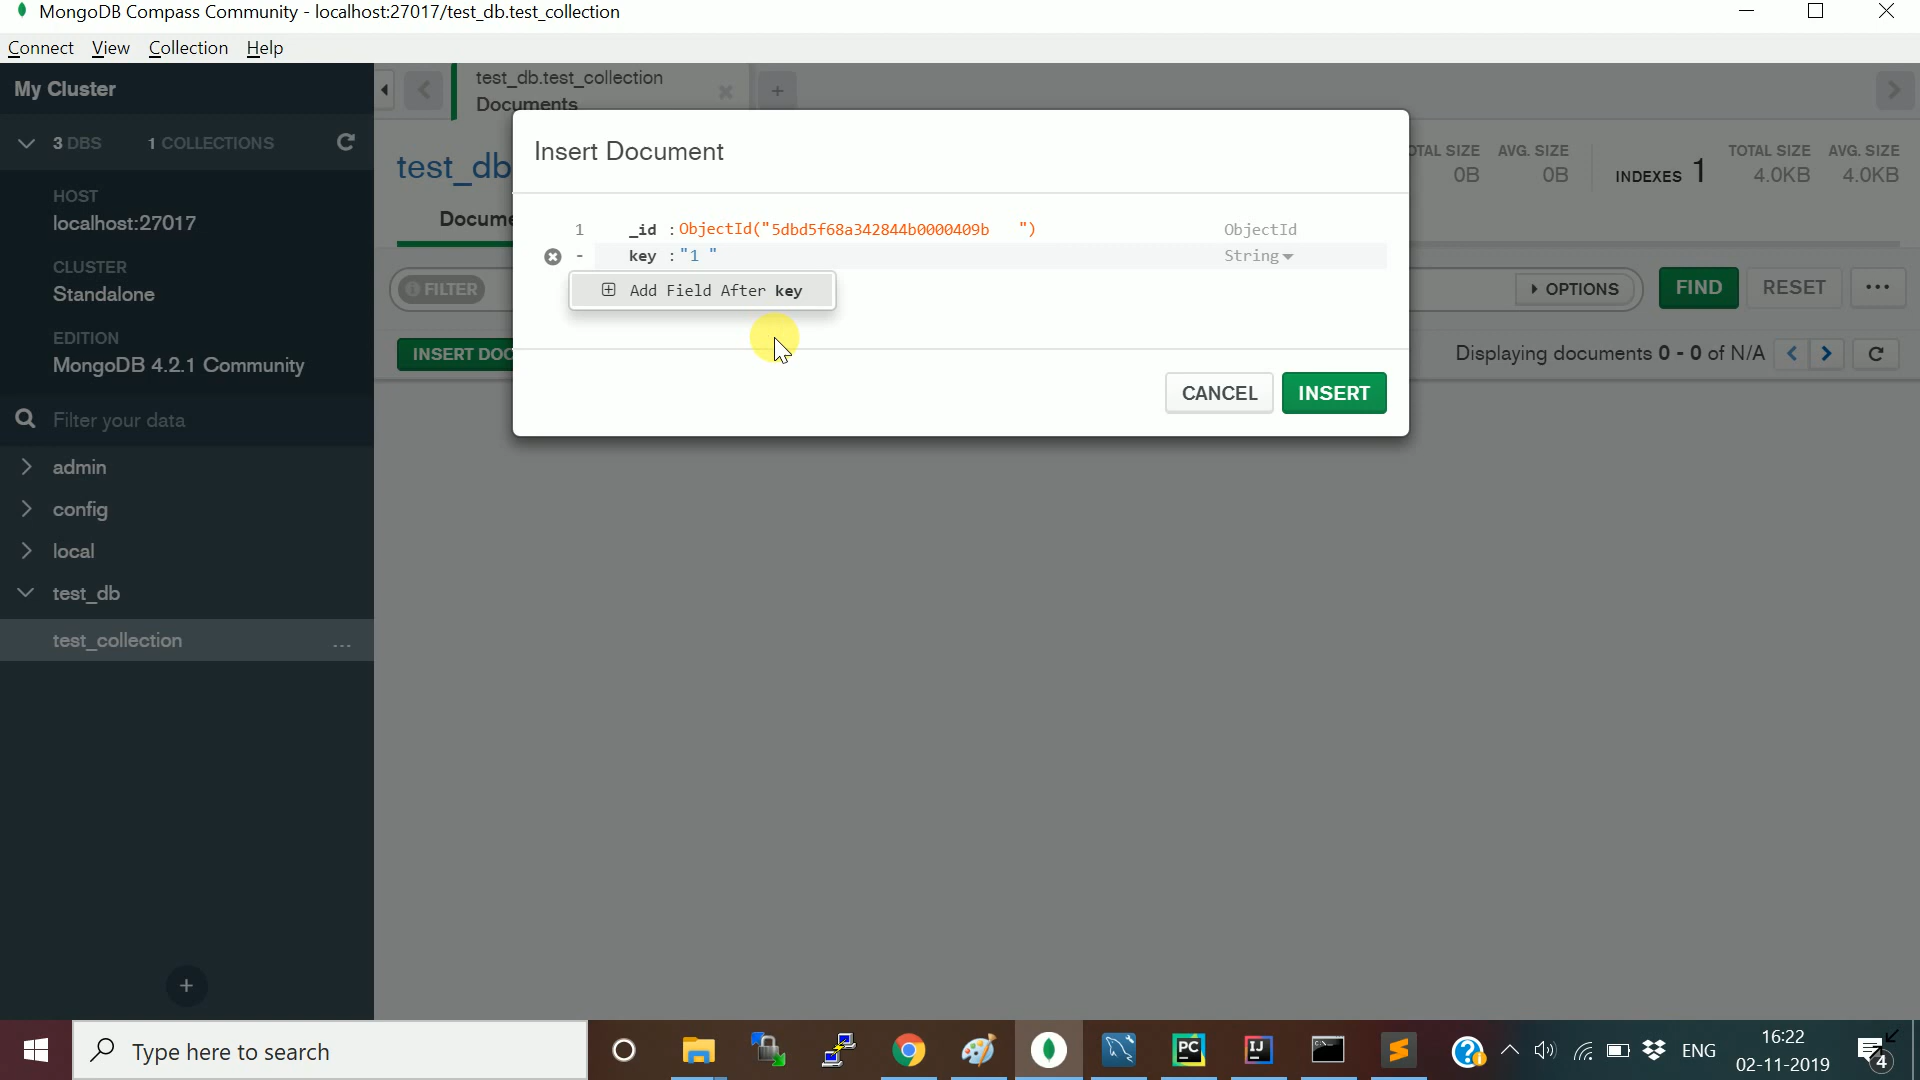 MongoDB Compass Community - localhost:27017/test_db.test_collection
Connect View Collection Help
My Cluster
3 DBS 1 COLLECTIONS
HOST
localhost:27017
CLUSTER
Standalone
EDITION
MongoDB 4.2.1 Community
Filter your data
admin
config
local
test_db
test_collection ...
+
test_db.test_collection
Documents
+
test_db
TOTAL SIZE AVG. SIZE
0B 0B
INDEXES 1
TOTAL SIZE AVG. SIZE
4.0KB 4.0KB
Docume
FILTER
OPTIONS FIND RESET ...
INSERT DOC
Displaying documents 0 - 0 of N/A
Insert Document
1 _id :ObjectId("5dbd5f68a342844b0000409b ") ObjectId
- key :"1 " String
Add Field After key
CANCEL INSERT
Type here to search
PC
IJ
ENG
16:22
02-11-2019
4